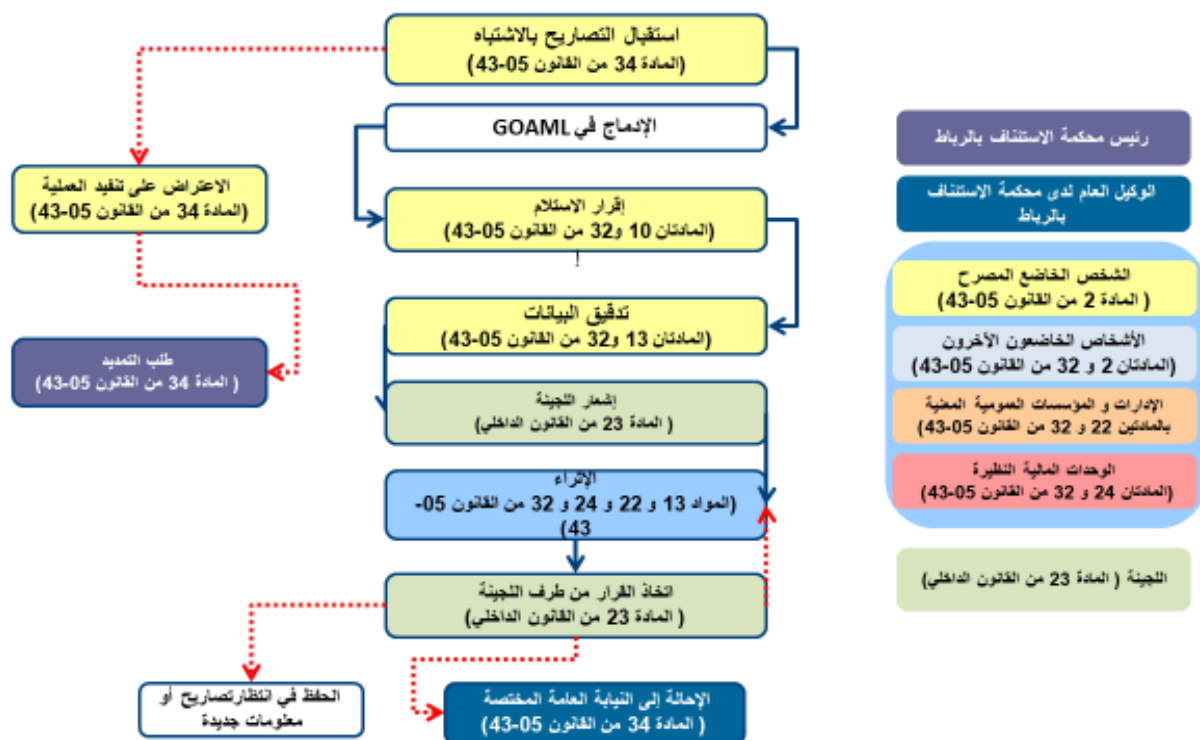 استقبال التصاريح بالاشتباه
(المادة 34 من القانون 05-43)
الإدماج في GOAML
الاعتراض على تنفيد العملية
(المادة 34 من القانون 05-43)
إقرار الاستلام
(المادتان 10 و32 من القانون 05-43)
!
تدقيق البيانات
(المادتان 13 و32 من القانون 05-43)
طلب التمديد
( المادة 34 من القانون 05-43)
إشعار اللجينة
( المادة 23 من القانون الداخلي)
الإثراء
(المواد 13 و 22 و 24 و 32 من القانون 05-
43)
اتخاذ القرار من طرف اللجينة
( المادة 23 من القانون الداخلي)
الحفظ في انتظارتصاريح أو
معلومات جديدة
الإحالة إلى النيابة العامة المختصة
( المادة 34 من القانون 05-43)
رئيس محكمة الاستئناف بالرباط
الوكيل العام لدى محكمة الاستئناف
بالرباط
الشخص الخاضع المصرح
( المادة 2 من القانون 05-43)
الأشخاص الخاضعون الآخرون
(المادتان 2 و 32 من القانون 05-43)
الإدارات و المؤسسات العمومية المعنية
بالمادتين 22 و 32 من القانون 05-43)
الوحدات المالية النظيرة
(المادتان 24 و 32 من القانون 05-43)
اللجينة ( المادة 23 من القانون الداخلي)